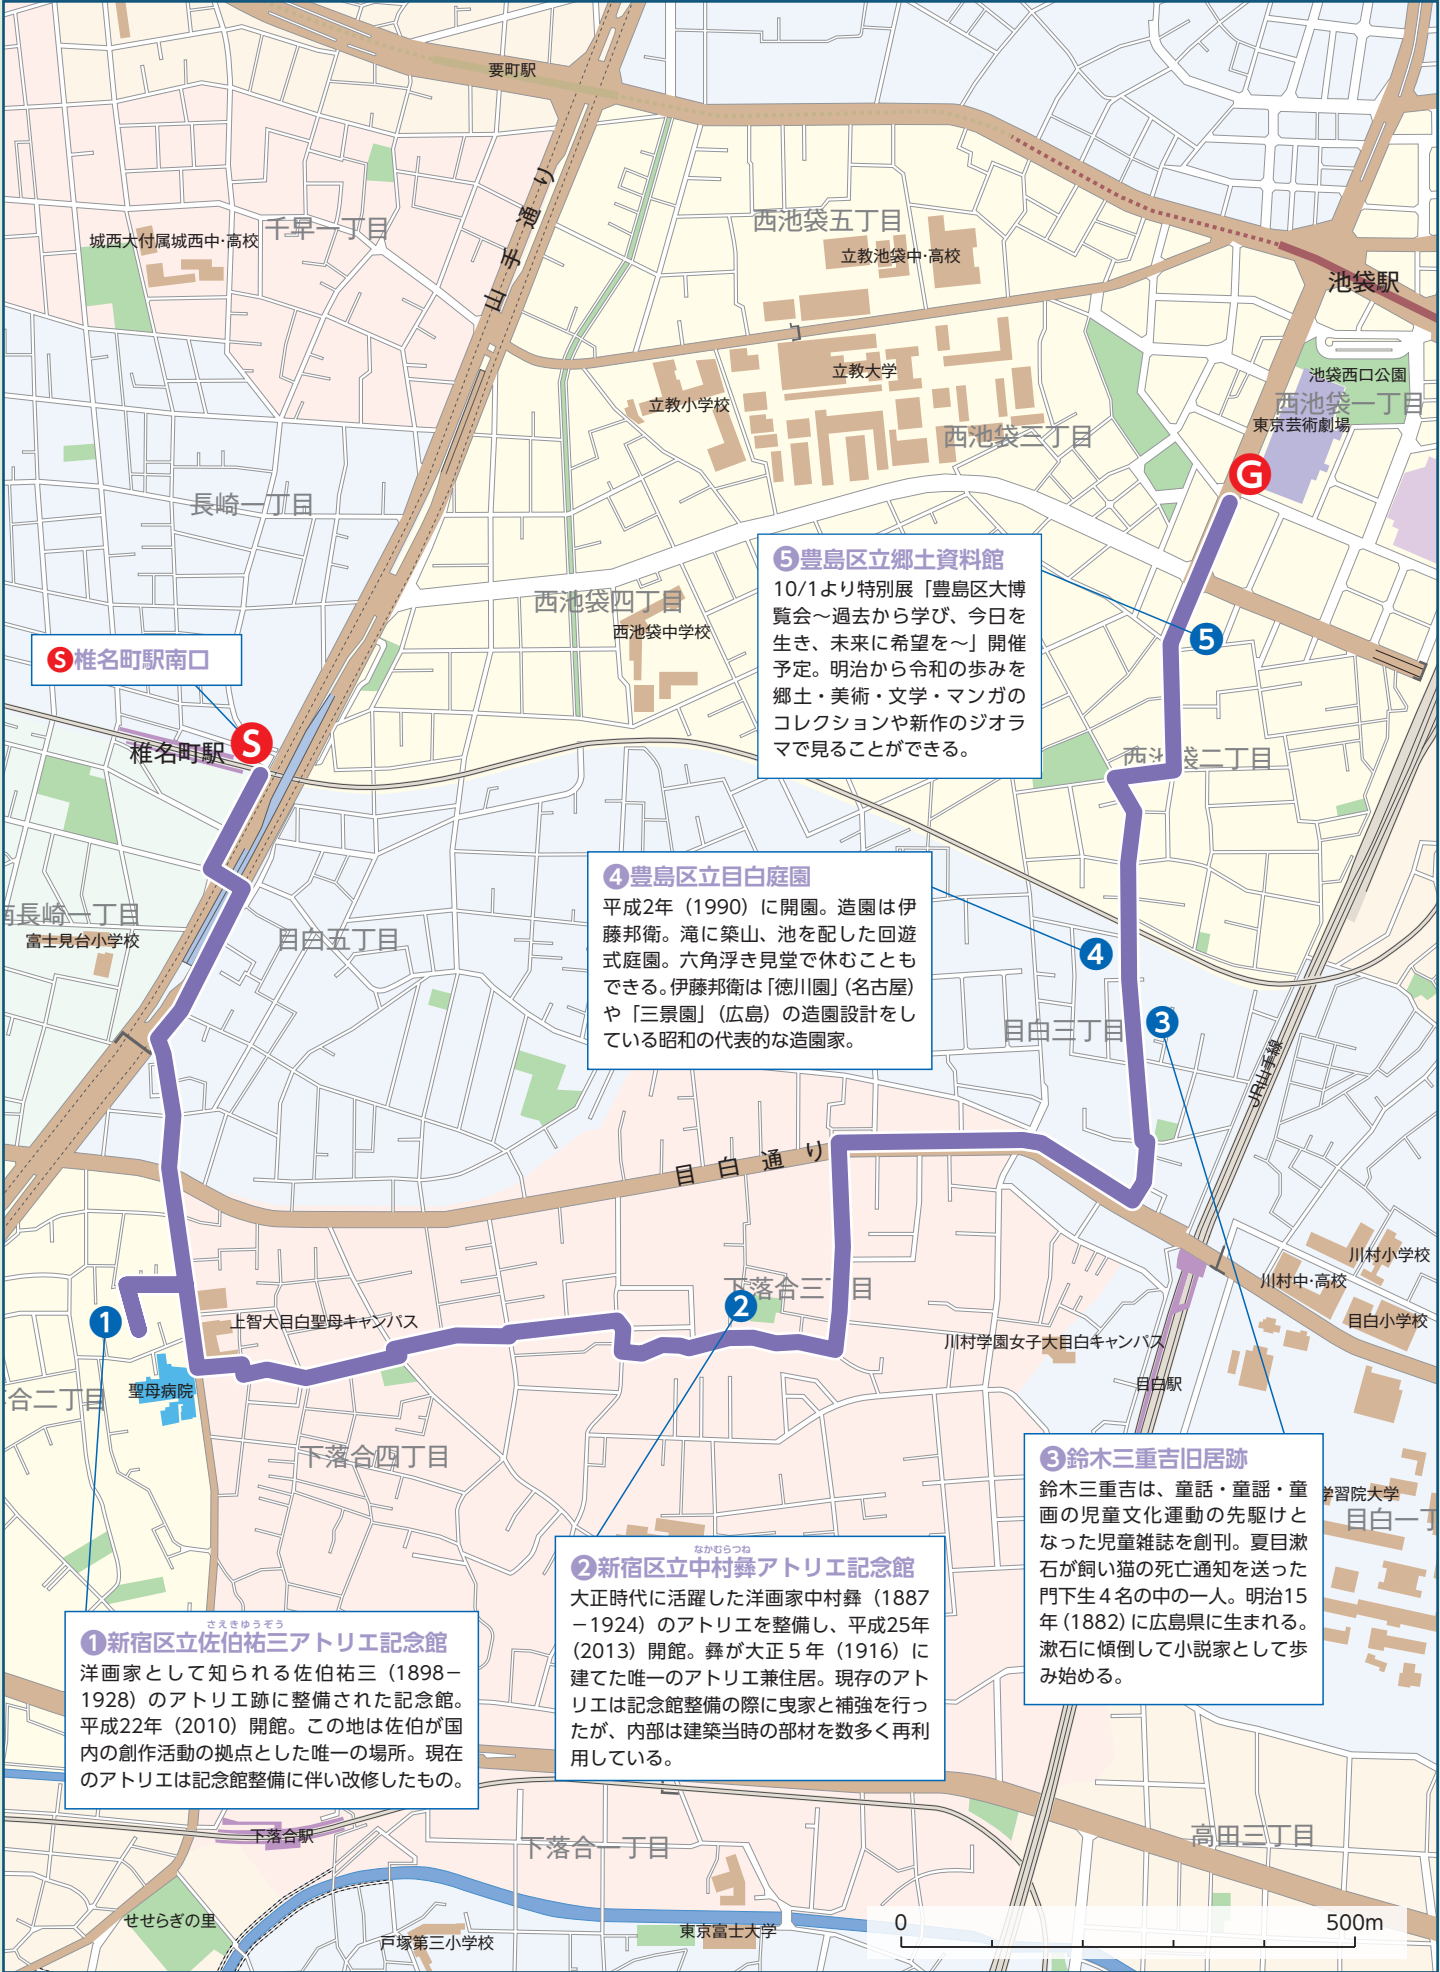 要町駅
山手通り
千早一丁目
城西大付属城西中・高校
西池袋五丁目
立教池袋中・高校
池袋駅
立教大学
立教小学校
池袋西口公園
西池袋一丁目
東京芸術劇場
西池袋三丁目
G
長崎一丁目
❺豊島区立郷土資料館
10/1より特別展「豊島区大博
覧会～過去から学び、今日を
生き、未来に希望を～」開催
予定。明治から令和の歩みを
郷土・美術・文学・マンガの
コレクションや新作のジオラ
マで見ることができる。
西池袋四丁目
西池袋中学校
5
S椎名町駅南口
椎名町駅
S
西池袋二丁目
❹豊島区立目白庭園
平成2年（1990）に開園。造園は伊
藤邦衛。滝に築山、池を配した回遊
式庭園。六角浮き見堂で休むことも
できる。伊藤邦衛は「徳川園」（名古屋）
や「三景園」（広島）の造園設計をし
ている昭和の代表的な造園家。
南長崎一丁目
富士見台小学校
目白五丁目
4
3
目白三丁目
JR山手線
目白通り
川村小学校
川村中・高校
目白小学校
下落合三丁目
2
1
上智大目白聖母キャンパス
川村学園女子大目白キャンパス
目白駅
聖母病院
合二丁目
下落合四丁目
❸鈴木三重吉旧居跡
鈴木三重吉は、童話・童謡・童
画の児童文化運動の先駆けと
なった児童雑誌を創刊。夏目漱
石が飼い猫の死亡通知を送った
門下生４名の中の一人。明治15
年（1882）に広島県に生まれる。
漱石に傾倒して小説家として歩
み始める。
学習院大学
目白一丁
なかむらつね
❷新宿区立中村彝アトリエ記念館
大正時代に活躍した洋画家中村彝（1887
－1924）のアトリエを整備し、平成25年
（2013）開館。彝が大正５年（1916）に
建てた唯一のアトリエ兼住居。現存のアト
リエは記念館整備の際に曳家と補強を行っ
たが、内部は建築当時の部材を数多く再利
用している。
さえきゆうぞう
❶新宿区立佐伯祐三アトリエ記念館
洋画家として知られる佐伯祐三（1898－
1928）のアトリエ跡に整備された記念館。
平成22年（2010）開館。この地は佐伯が国
内の創作活動の拠点とした唯一の場所。現在
のアトリエは記念館整備に伴い改修したもの。
下落合駅
下落合一丁目
高田三丁目
せせらぎの里
戸塚第三小学校
東京富士大学
0 500m